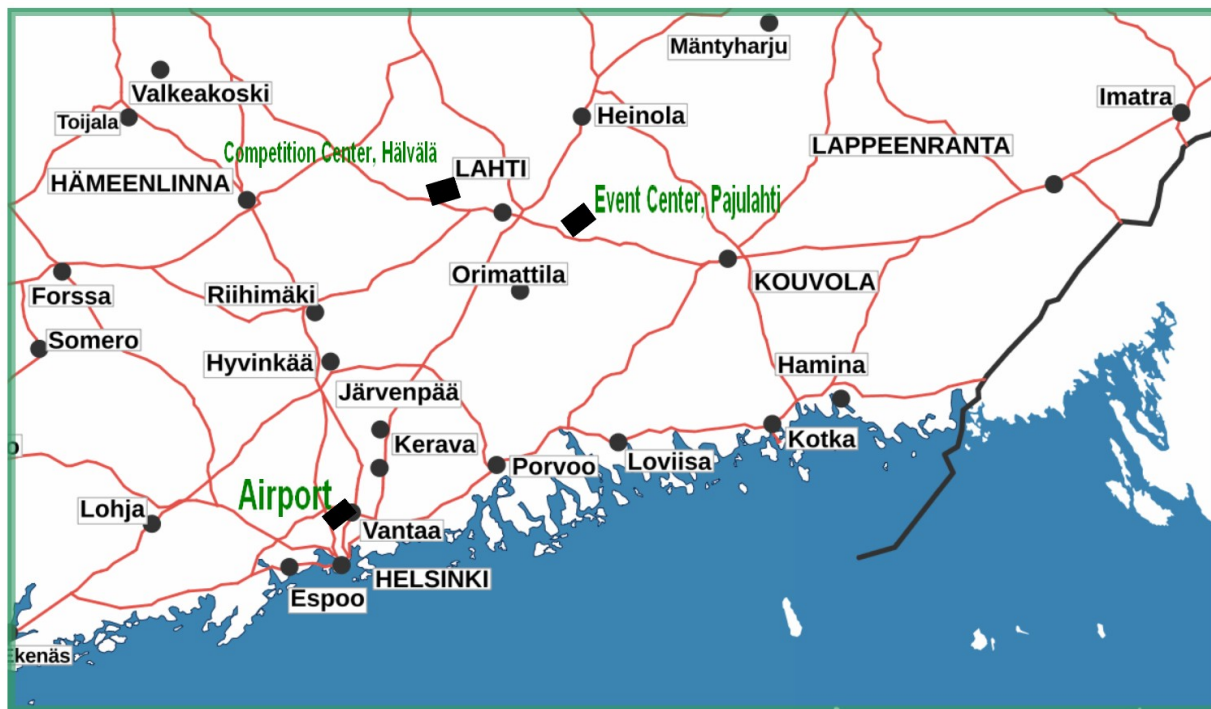 Mäntyharju
Valkeakoski
Imatra
Toijala
Heinola
LAPPEENRANTA
Competition Center, Hälvälä
LAHTI
HÄMEENLINNA
Event Center, Pajulahti
Orimattila
KOUVOLA
Forssa
Riihimäki
Somero
Hyvinkää
Hamina
Järvenpää
Kerava
Kotka
o
Porvoo
Loviisa
Airport
Lohja
Vantaa
HELSINKI
Espoo
kenäs